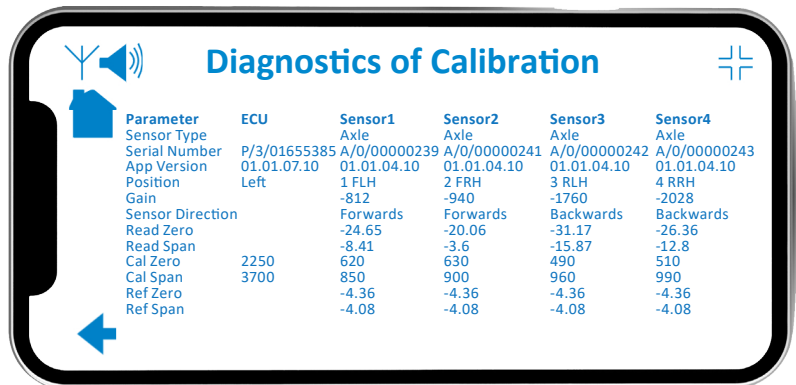 Diagnostics of Calibration
Parameter ECU Sensor1 Sensor2 Sensor3 Sensor4
Sensor Type Axle Axle Axle Axle
Serial Number P/3/01655385 A/0/00000239 A/0/00000241 A/0/00000242 A/0/00000243
App Version 01.01.07.10 01.01.04.10 01.01.04.10 01.01.04.10 01.01.04.10
Position Left 1 FLH 2 FRH 3 RLH 4 RRH
Gain -812 -940 -1760 -2028
Sensor Direction Forwards Forwards Backwards Backwards
Read Zero -24.65 -20.06 -31.17 -26.36
Read Span -8.41 -3.6 -15.87 -12.8
Cal Zero 2250 620 630 490 510
Cal Span 3700 850 900 960 990
Ref Zero -4.36 -4.36 -4.36 -4.36
Ref Span -4.08 -4.08 -4.08 -4.08